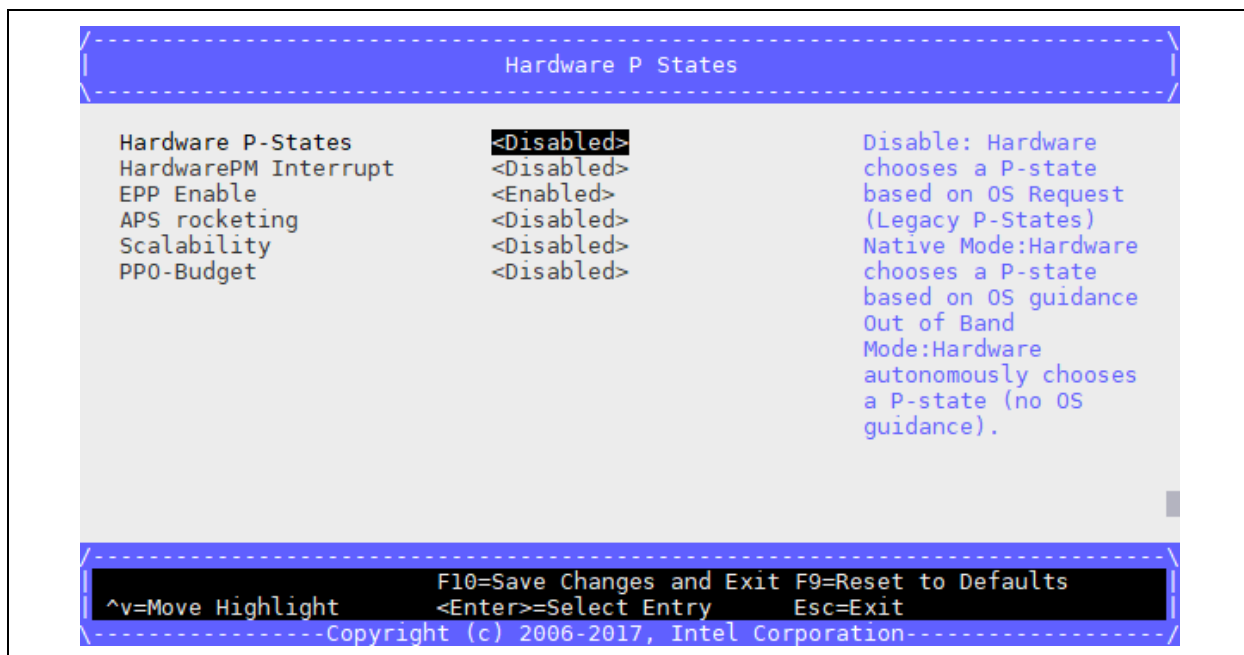 /------------------------------------------------------------------------------\
| Hardware P States |
\------------------------------------------------------------------------------/
Hardware P-States <Disabled>
HardwarePM Interrupt <Disabled>
EPP Enable <Enabled>
APS rocketing <Disabled>
Scalability <Disabled>
PPO-Budget <Disabled>
Disable: Hardware
chooses a P-state
based on OS Request
(Legacy P-States)
Native Mode:Hardware
chooses a P-state
based on OS guidance
Out of Band
Mode:Hardware
autonomously chooses
a P-state (no OS
guidance).
/------------------------------------------------------------------------------\
| F10=Save Changes and Exit F9=Reset to Defaults |
| ^v=Move Highlight <Enter>=Select Entry Esc=Exit |
\-----------------Copyright (c) 2006-2017, Intel Corporation-------------------/